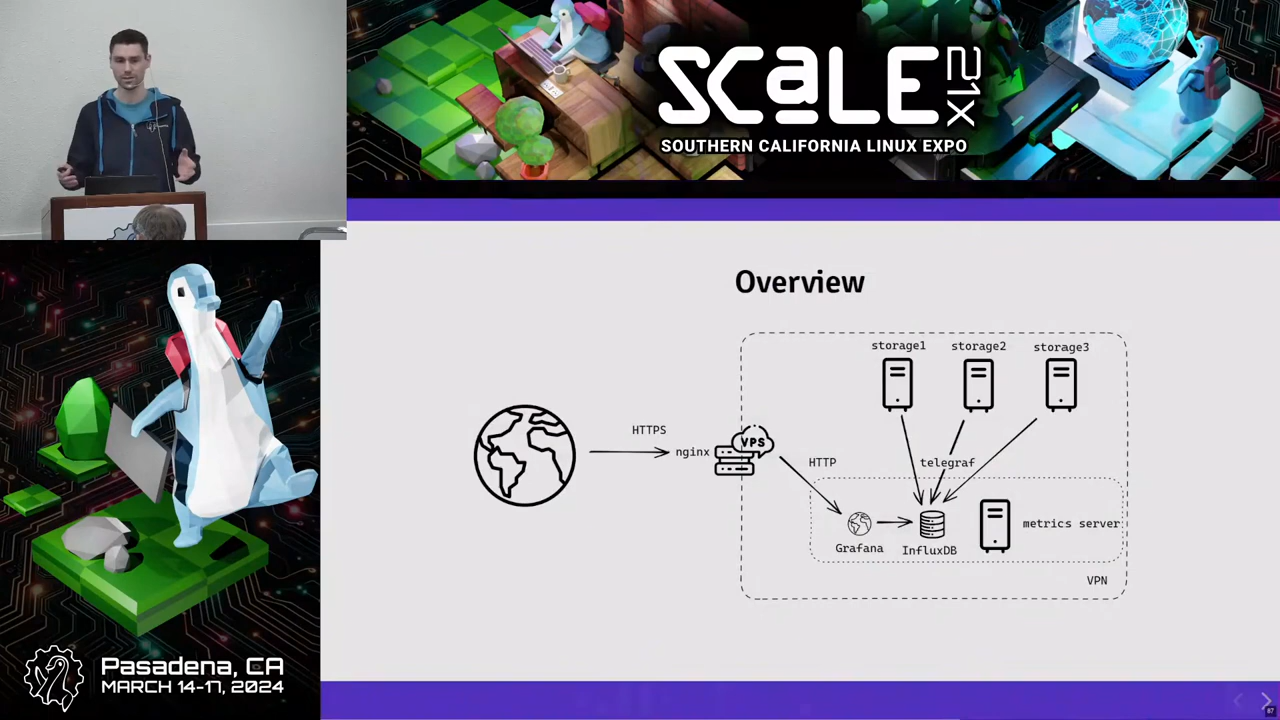 SCALE 21x
SOUTHERN CALIFORNIA LINUX EXPO
Overview
storage1 storage2 storage3
HTTPS
nginx
VPS
HTTP
telegraf
metrics server
Grafana InfluxDB
VPN
Pasadena, CA
MARCH 14-17, 2024
87